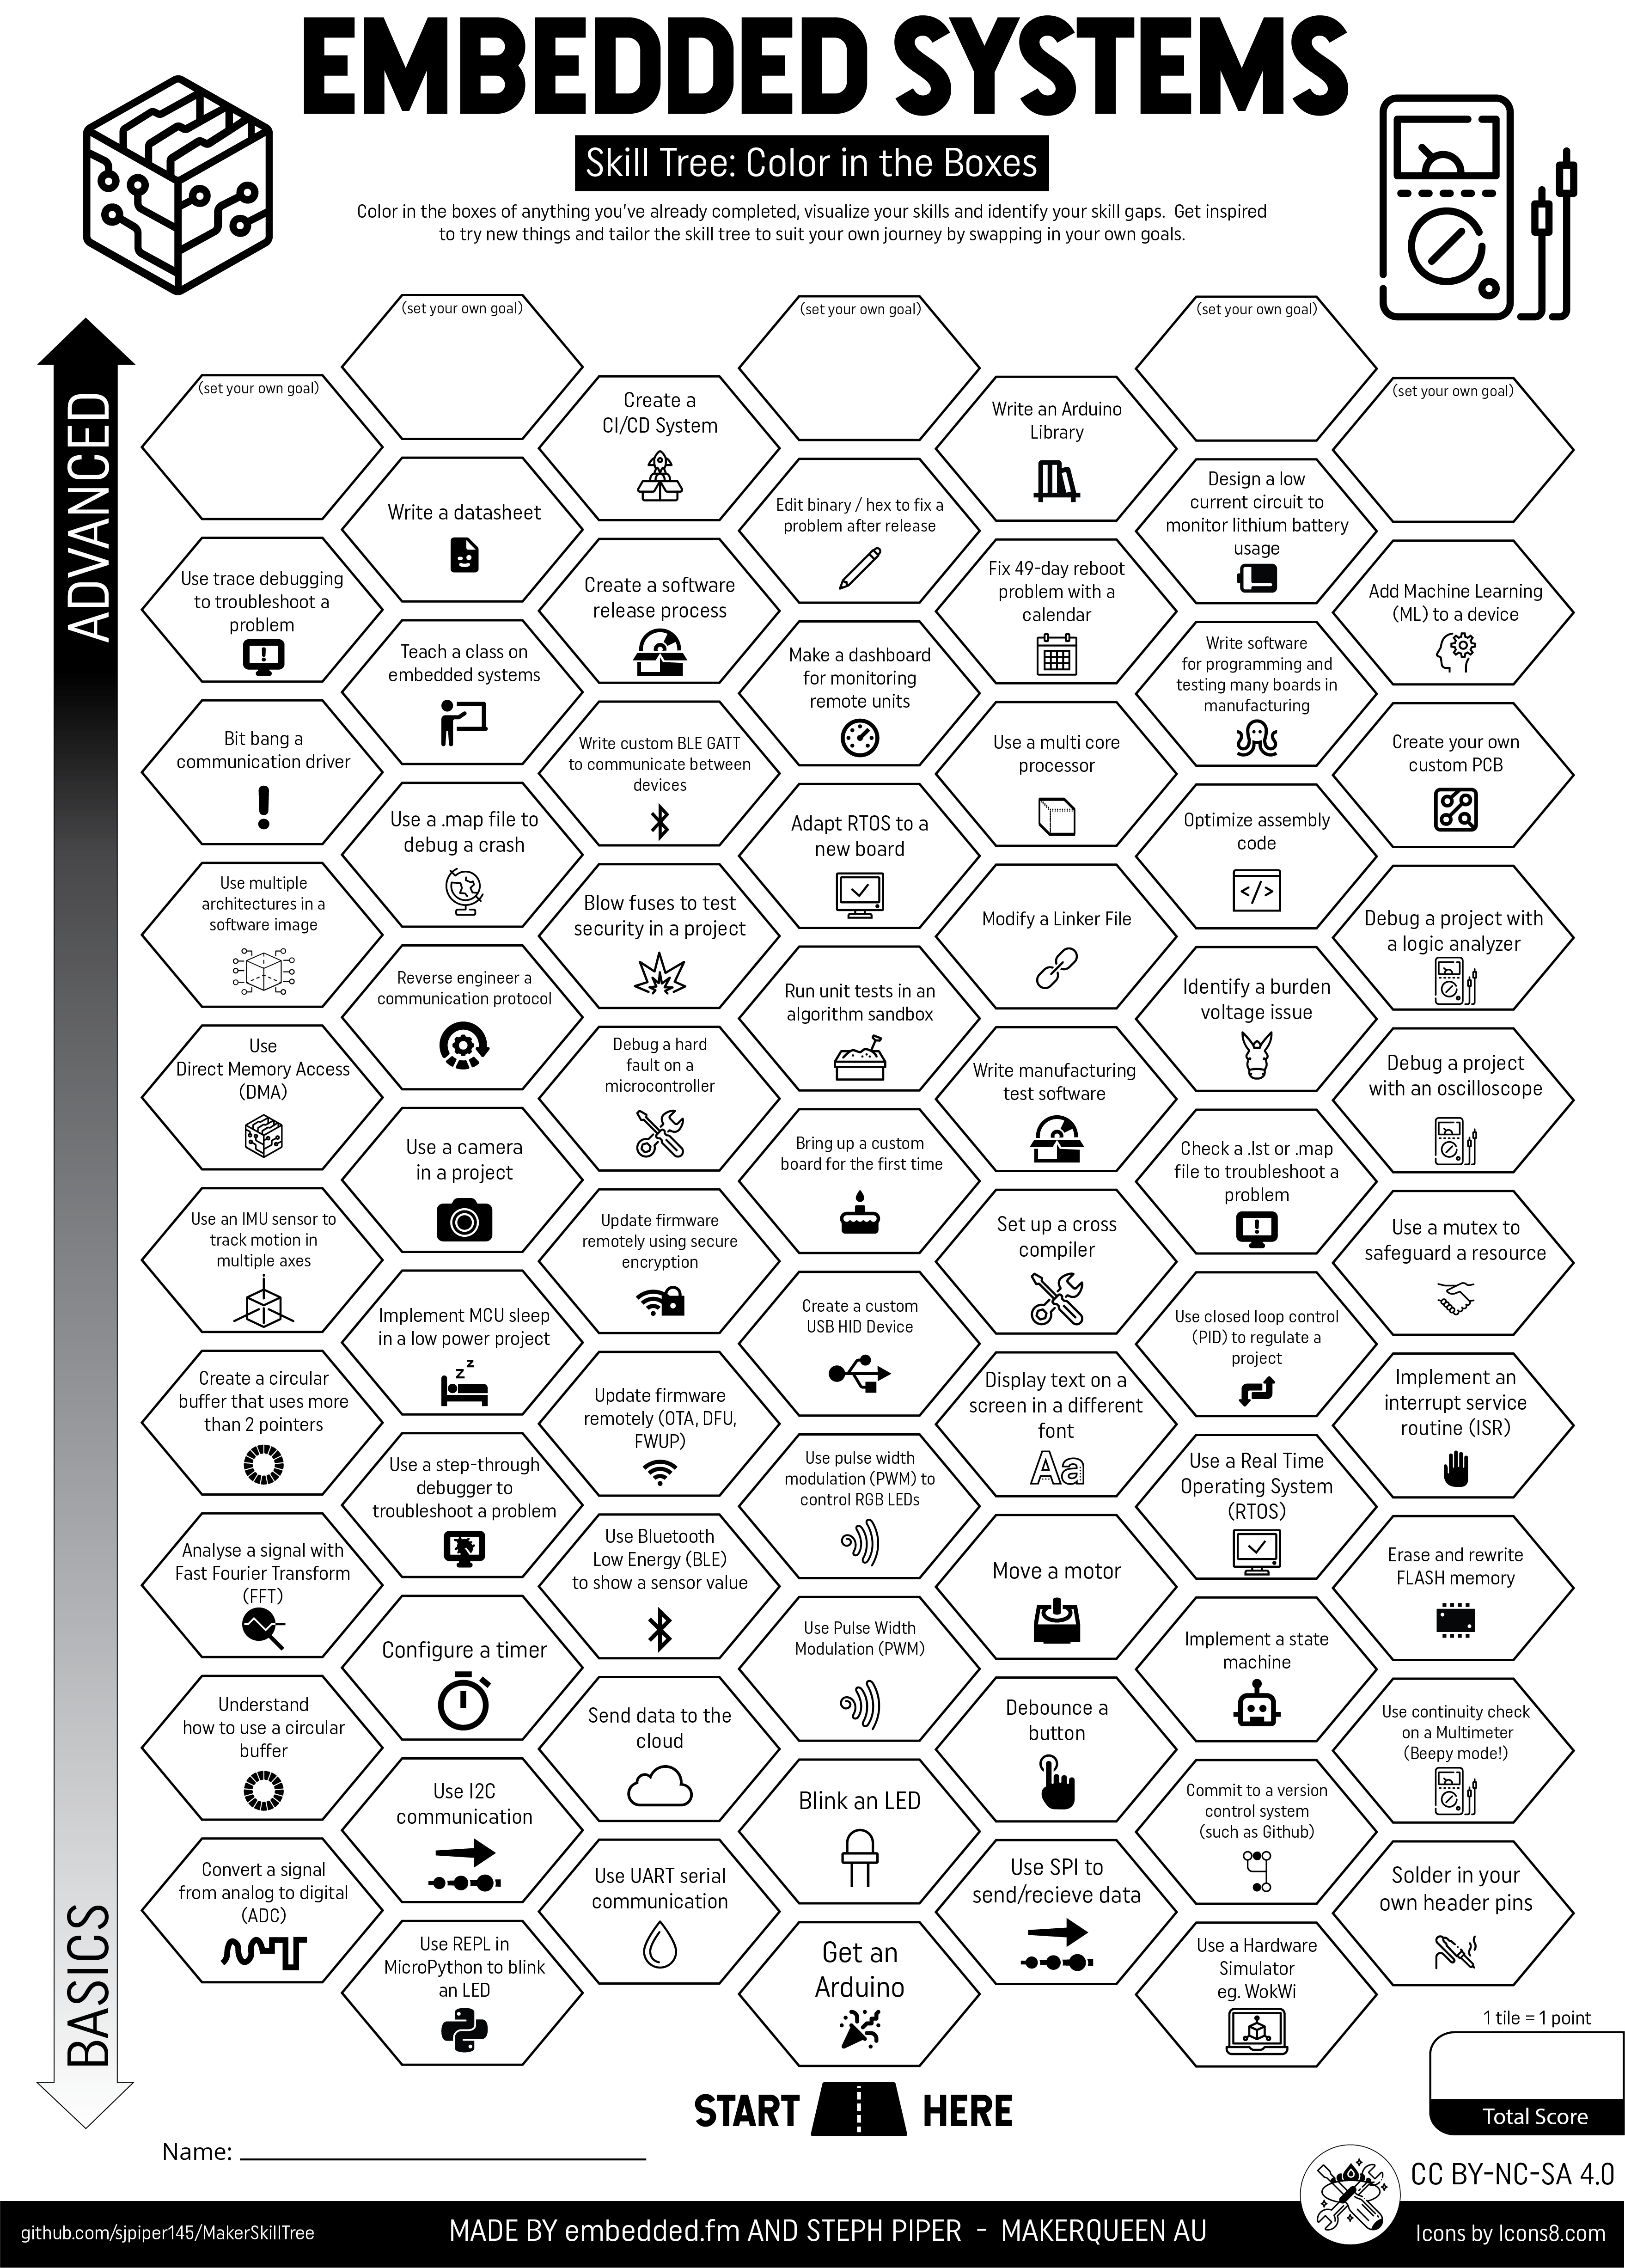 EMBEDDED SYSTEMS
Skill Tree: Color in the Boxes
Color in the boxes of anything you've already completed, visualize your skills and identify your skill gaps. Get inspired
to try new things and tailor the skill tree to suit your own journey by swapping in your own goals.
ADVANCED
BASICS
(set your own goal)
(set your own goal)
(set your own goal)
(set your own goal)
(set your own goal)
Create a
CI/CD System
Write an Arduino
Library
Write a datasheet
Edit binary / hex to fix a
problem after release
Design a low
current circuit to
monitor lithium battery
usage
Use trace debugging
to troubleshoot a
problem
Create a software
release process
Fix 49-day reboot
problem with a
calendar
Add Machine Learning
(ML) to a device
Teach a class on
embedded systems
Make a dashboard
for monitoring
remote units
Write software
for programming and
testing many boards in
manufacturing
Bit bang a
communication driver
Write custom BLE GATT
to communicate between
devices
Use a multi core
processor
Create your own
custom PCB
Use a .map file to
debug a crash
Adapt RTOS to a
new board
Optimize assembly
code
Use multiple
architectures in a
software image
Blow fuses to test
security in a project
Modify a Linker File
Debug a project with
a logic analyzer
Reverse engineer a
communication protocol
Run unit tests in an
algorithm sandbox
Identify a burden
voltage issue
Use
Direct Memory Access
(DMA)
Debug a hard
fault on a
microcontroller
Write manufacturing
test software
Debug a project
with an oscilloscope
Use a camera
in a project
Bring up a custom
board for the first time
Check a .lst or .map
file to troubleshoot a
problem
Use an IMU sensor to
track motion in
multiple axes
Update firmware
remotely using secure
encryption
Set up a cross
compiler
Use a mutex to
safeguard a resource
Implement MCU sleep
in a low power project
z z
Create a custom
USB HID Device
Use closed loop control
(PID) to regulate a
project
Create a circular
buffer that uses more
than 2 pointers
Update firmware
remotely (OTA, DFU,
FWUP)
Display text on a
screen in a different
font
Aa
Implement an
interrupt service
routine (ISR)
Use a step-through
debugger to
troubleshoot a problem
Use pulse width
modulation (PWM) to
control RGB LEDs
Use a Real Time
Operating System
(RTOS)
Analyse a signal with
Fast Fourier Transform
(FFT)
Use Bluetooth
Low Energy (BLE)
to show a sensor value
Move a motor
Erase and rewrite
FLASH memory
Configure a timer
Use Pulse Width
Modulation (PWM)
Implement a state
machine
Understand
how to use a circular
buffer
Send data to the
cloud
Debounce a
button
Use continuity check
on a Multimeter
(Beepy mode!)
Use I2C
communication
Blink an LED
Commit to a version
control system
(such as Github)
Convert a signal
from analog to digital
(ADC)
Use UART serial
communication
Use SPI to
send/recieve data
Solder in your
own header pins
Use REPL in
MicroPython to blink
an LED
Get an
Arduino
Use a Hardware
Simulator
eg. WokWi
1 tile = 1 point
Total Score
START HERE
Name:
CC BY-NC-SA 4.0
github.com/sjpiper145/MakerSkillTree
MADE BY embedded.fm AND STEPH PIPER - MAKERQUEEN AU
Icons by Icons8.com